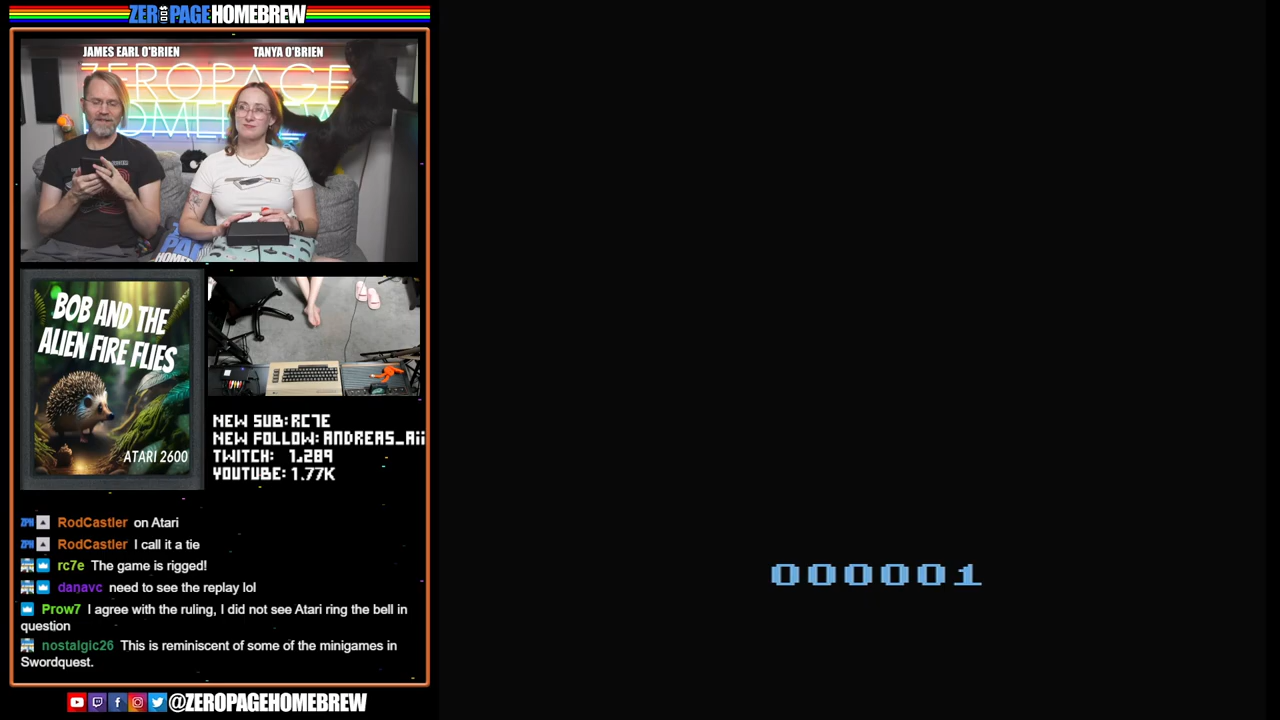 ZEROPAGE HOMEBREW
JAMES EARL O'BRIEN
TANYA O'BRIEN
ZEROPAGE
BOB AND THE
ALIEN FIRE FLIES
ATARI 2600
NEW SUB: RC7E
NEW FOLLOW: ANDREAS_AII
TWITCH: 1,289
YOUTUBE: 1.77K
RodCastler on Atari
RodCastler I call it a tie
rc7e The game is rigged!
danavc need to see the replay lol
Prow7 I agree with the ruling, I did not see Atari ring the bell in
question
nostalgic26 This is reminiscent of some of the minigames in
Swordquest.
@ZEROPAGEHOMEBREW
000001